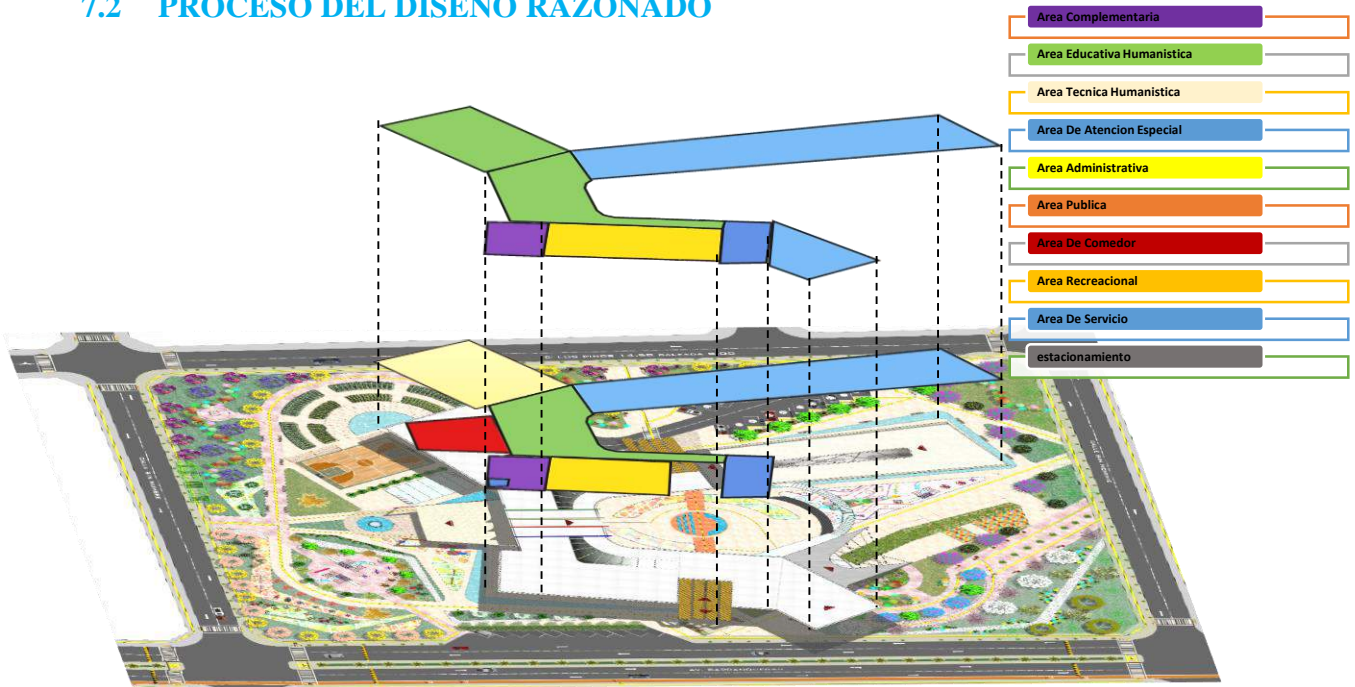 7.2 PROCESO DEL DISEÑO RAZONADO
Area Complementaria
Area Educativa Humanistica
Area Tecnica Humanistica
Area De Atencion Especial
Area Administrativa
Area Publica
Area De Comedor
Area Recreacional
Area De Servicio
estacionamiento